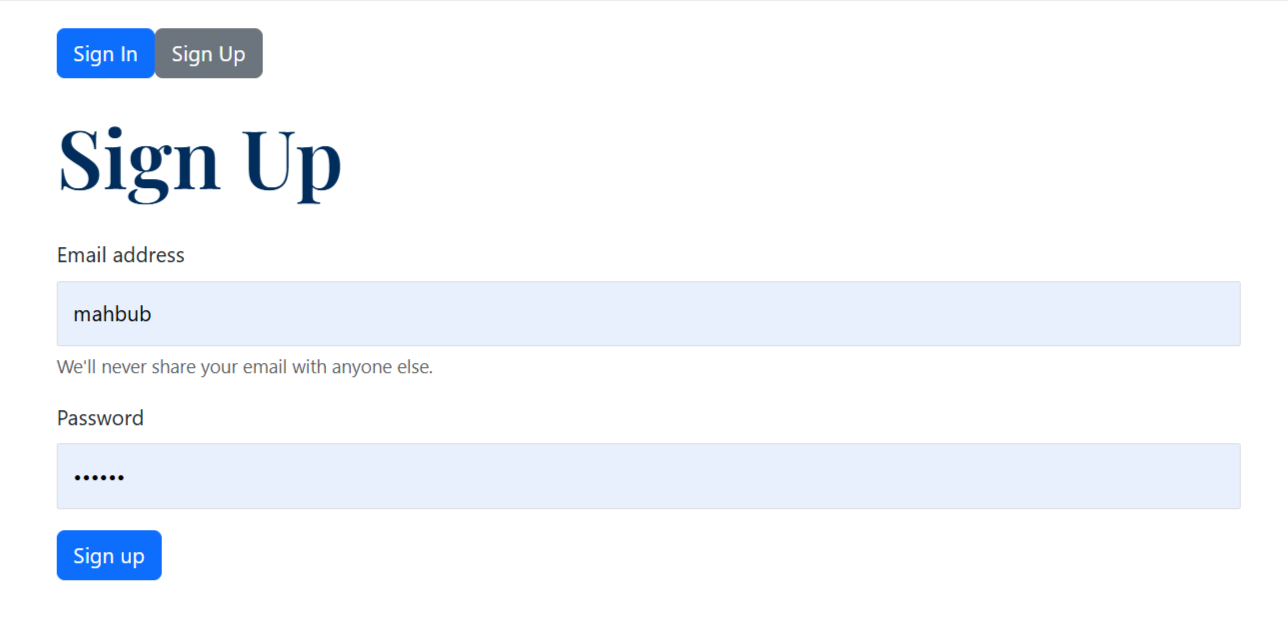 Sign In Sign Up
Sign Up
Email address
mahbub
We'll never share your email with anyone else.
Password
••••••
Sign up